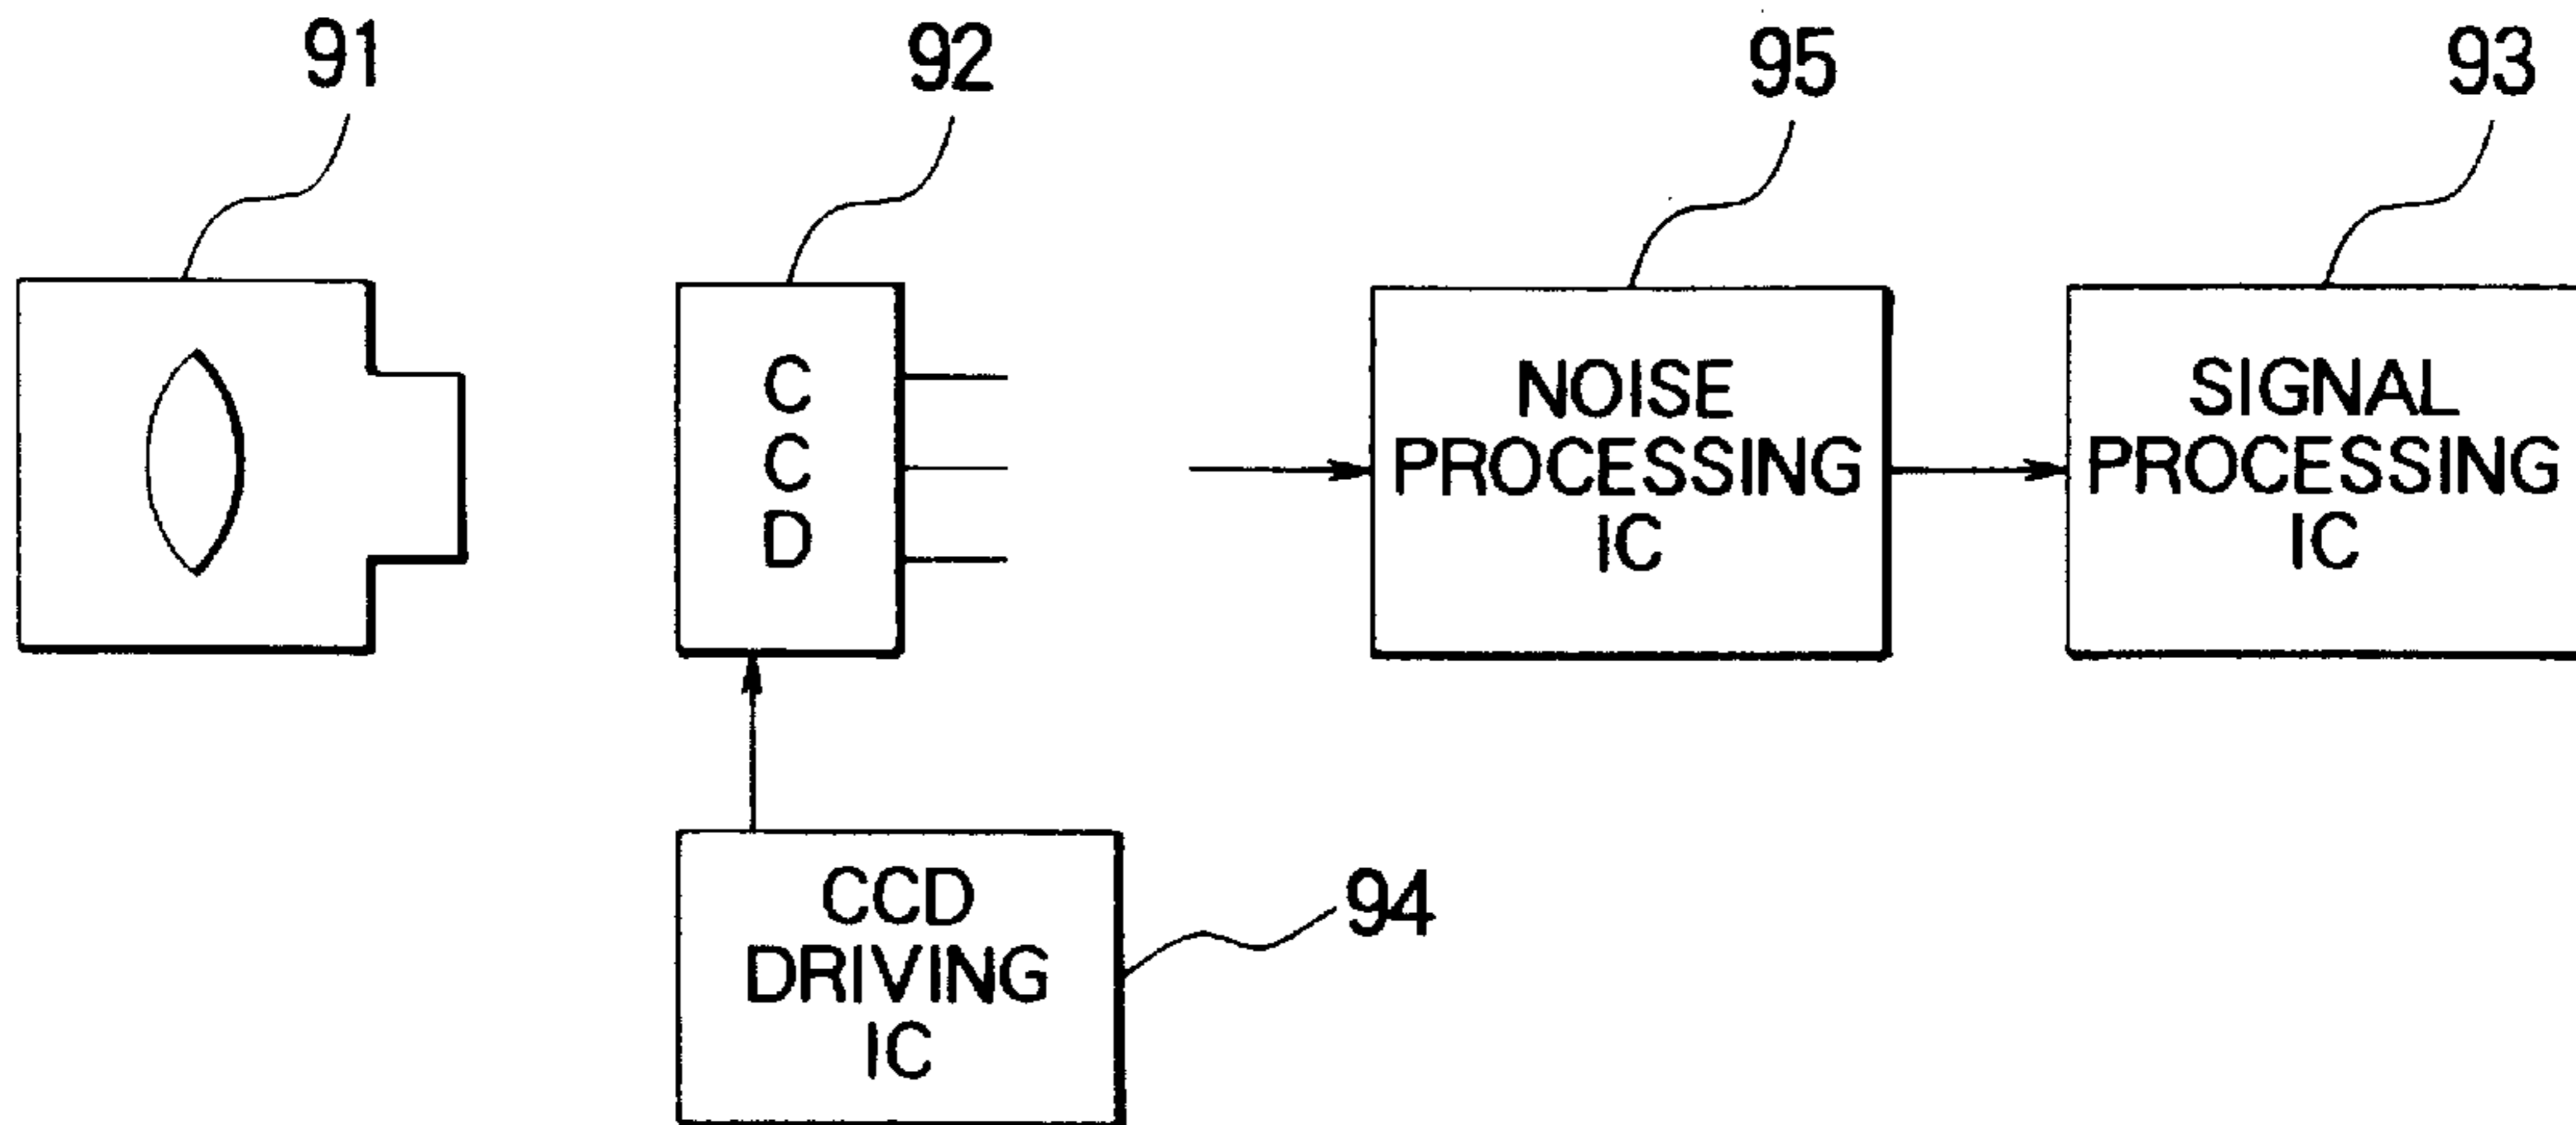 91
92
95
93
C
C
D
NOISE
PROCESSING
IC
SIGNAL
PROCESSING
IC
CCD
DRIVING
IC
94